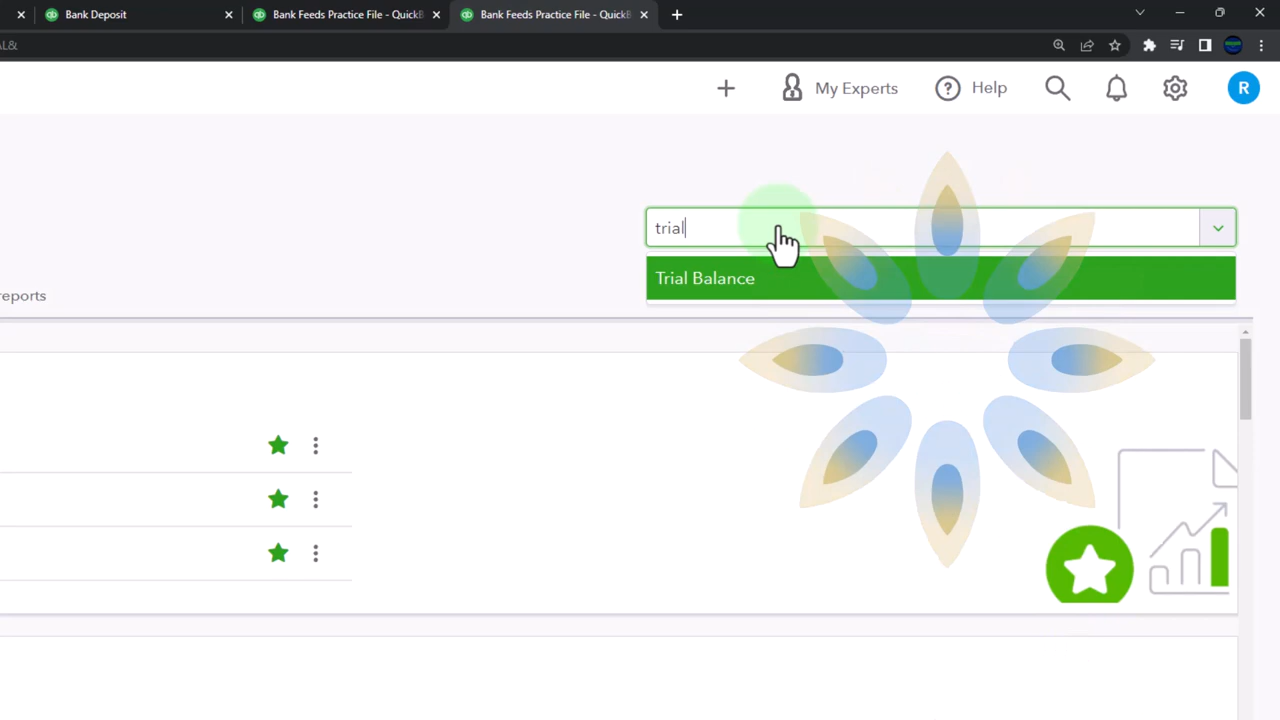 Bank Deposit
Bank Feeds Practice File - QuickB
Bank Feeds Practice File - QuickB
AL&
My Experts
Help
R
trial
Trial Balance
reports